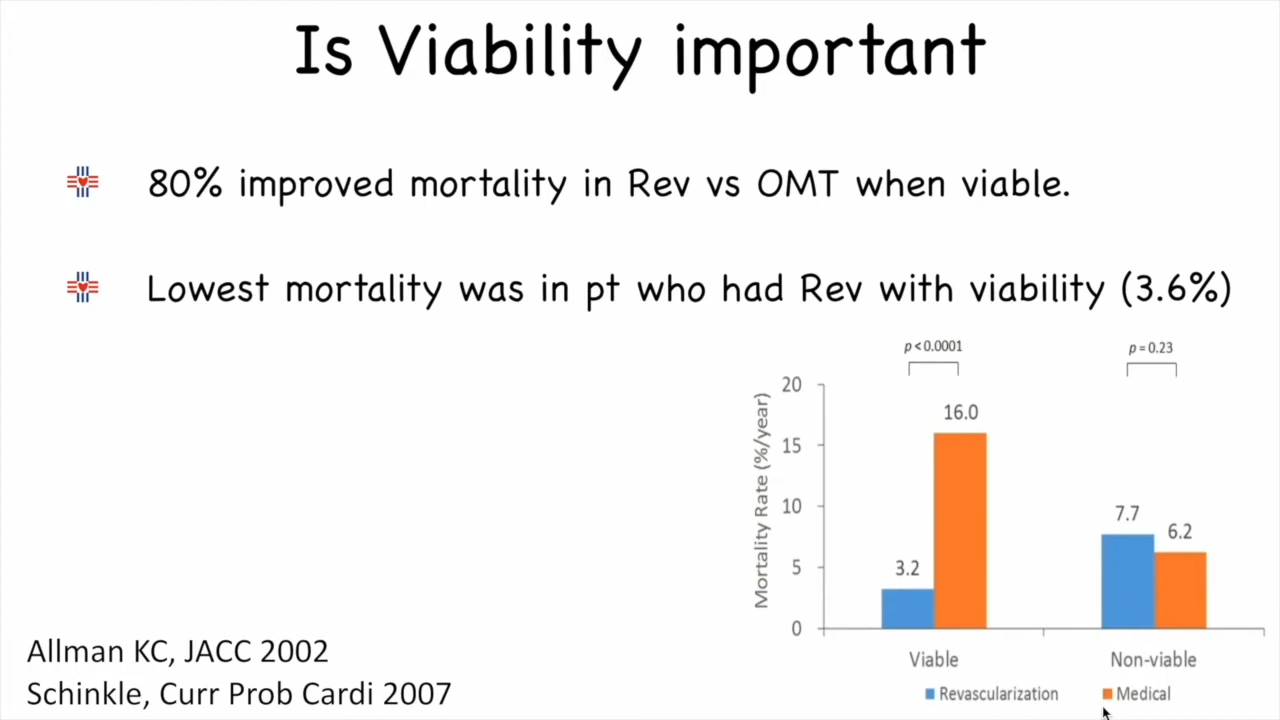 Is Viability important
80% improved mortality in Rev vs OMT when viable.
Lowest mortality was in pt who had Rev with viability (3.6%)
p < 0.0001
p = 0.23
Mortality Rate (%/year)
20
15
10
5
0
3.2
16.0
7.7
6.2
Viable
Non-viable
Revascularization
Medical
Allman KC, JACC 2002
Schinkle, Curr Prob Cardi 2007